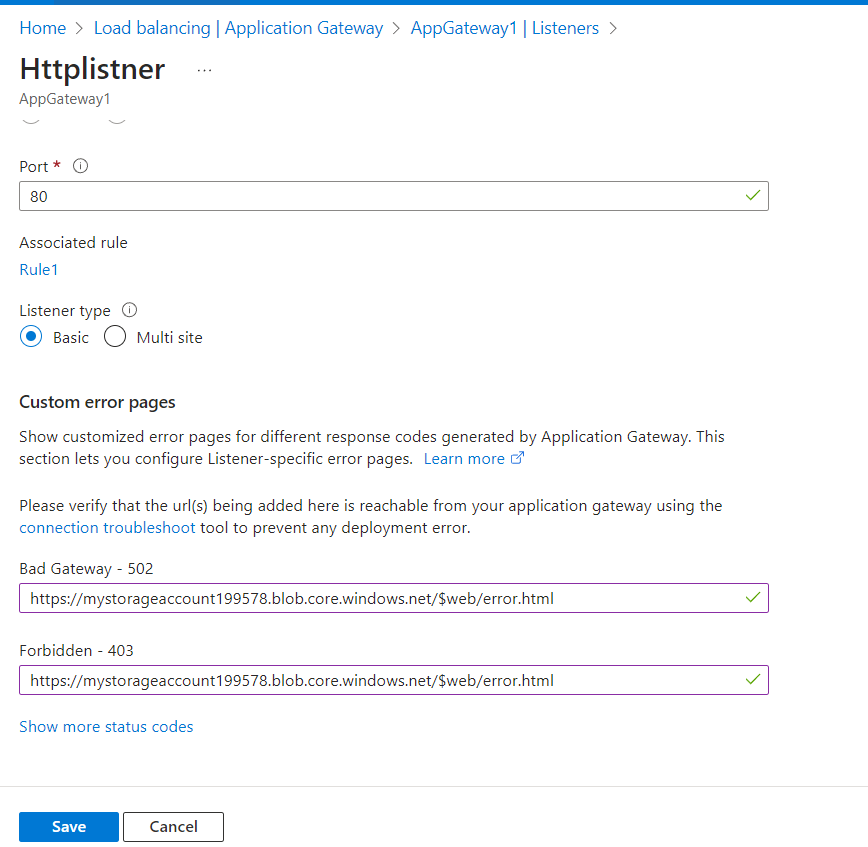 Home > Load balancing | Application Gateway > AppGateway1 | Listeners >
Httplistner ...
AppGateway1
Port *
80
Associated rule
Rule1
Listener type
Basic Multi site
Custom error pages
Show customized error pages for different response codes generated by Application Gateway. This
section lets you configure Listener-specific error pages. Learn more
Please verify that the url(s) being added here is reachable from your application gateway using the
connection troubleshoot tool to prevent any deployment error.
Bad Gateway - 502
https://mystorageaccount199578.blob.core.windows.net/$web/error.html
Forbidden - 403
https://mystorageaccount199578.blob.core.windows.net/$web/error.html
Show more status codes
Save Cancel